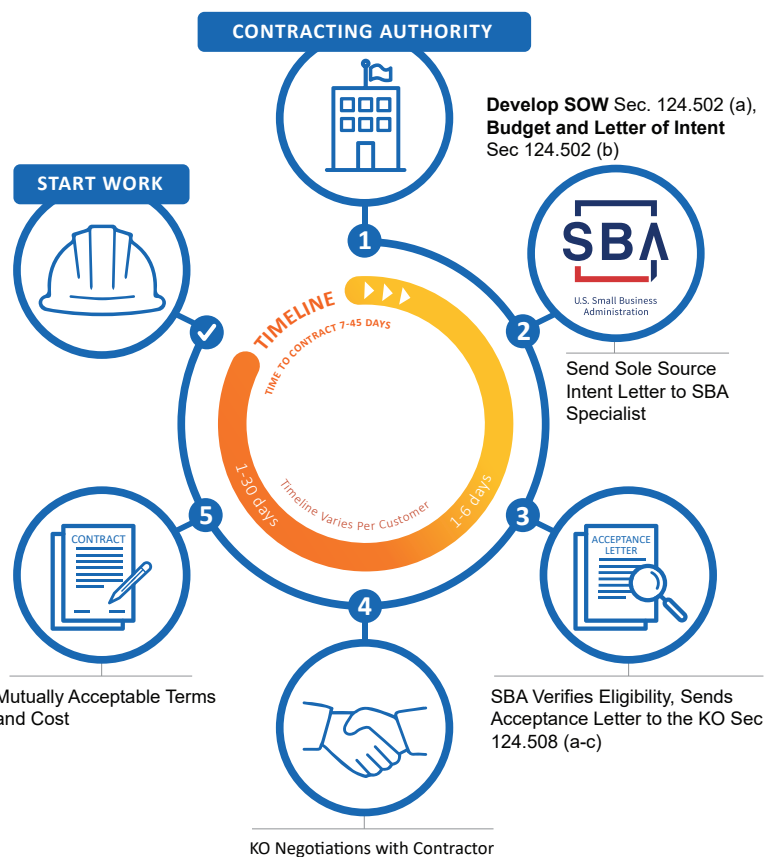 CONTRACTING AUTHORITY
Develop SOW Sec. 124.502 (a),
Budget and Letter of Intent
Sec 124.502 (b)
1
SBA
U.S. Small Business
Administration
2
Send Sole Source
Intent Letter to SBA
Specialist
ACCEPTANCE
LETTER
3
SBA Verifies Eligibility, Sends
Acceptance Letter to the KO Sec
124.508 (a-c)
4
KO Negotiations with Contractor
CONTRACT
5
Mutually Acceptable Terms
and Cost
START WORK
TIMELINE
TIME TO CONTRACT 7-45 DAYS
1-6 days
1-30 days
Timeline Varies Per Customer